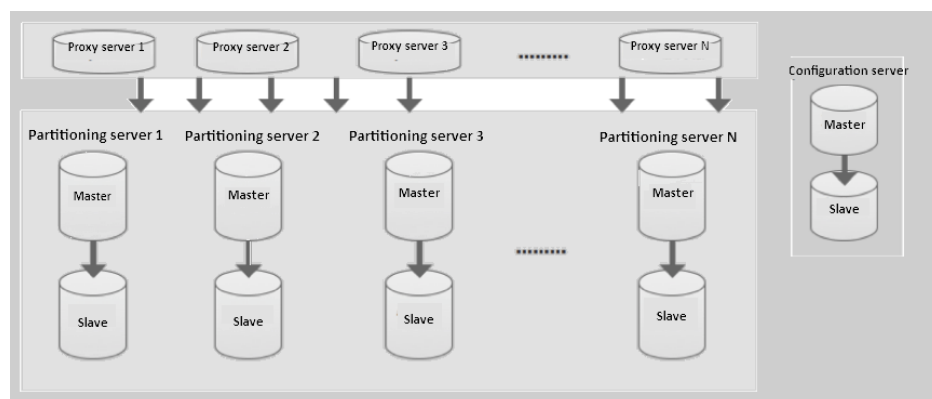 Proxy server 1 Proxy server 2 Proxy server 3 Proxy server N
Configuration server
Master
Slave
Partitioning server 1 Partitioning server 2 Partitioning server 3 Partitioning server N
Master Master Master Master
Slave Slave Slave Slave